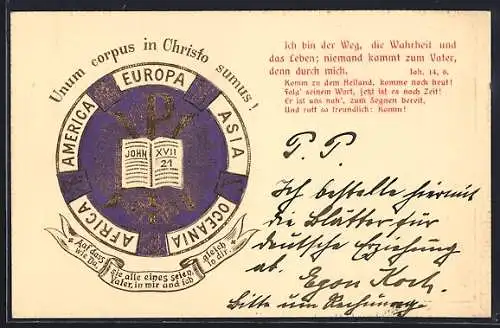 Unum corpus in Christo sumus!
EUROPA
ASIA
OCEANIA
AFRICA
AMERICA
JOHN XVII
21
Auf dass sie alle eines seien, gleich
wie Du, Vater, in mir und ich in dir.
Ich bin der Weg, die Wahrheit und
das Leben; niemand kommt zum Vater,
denn durch mich. Joh. 14, 6.
Komm zu dem Heiland, komme noch heut!
Folg' seinem Wort, jetzt ist es noch Zeit!
Er ist uns nah', zum Segnen bereit,
Und ruft so freundlich: Komm!
P. P.
Ich bestelle hiermit
die Blätter für
deutsche Erziehung
ab. Egon Koch.
Bitte um Rechnung.